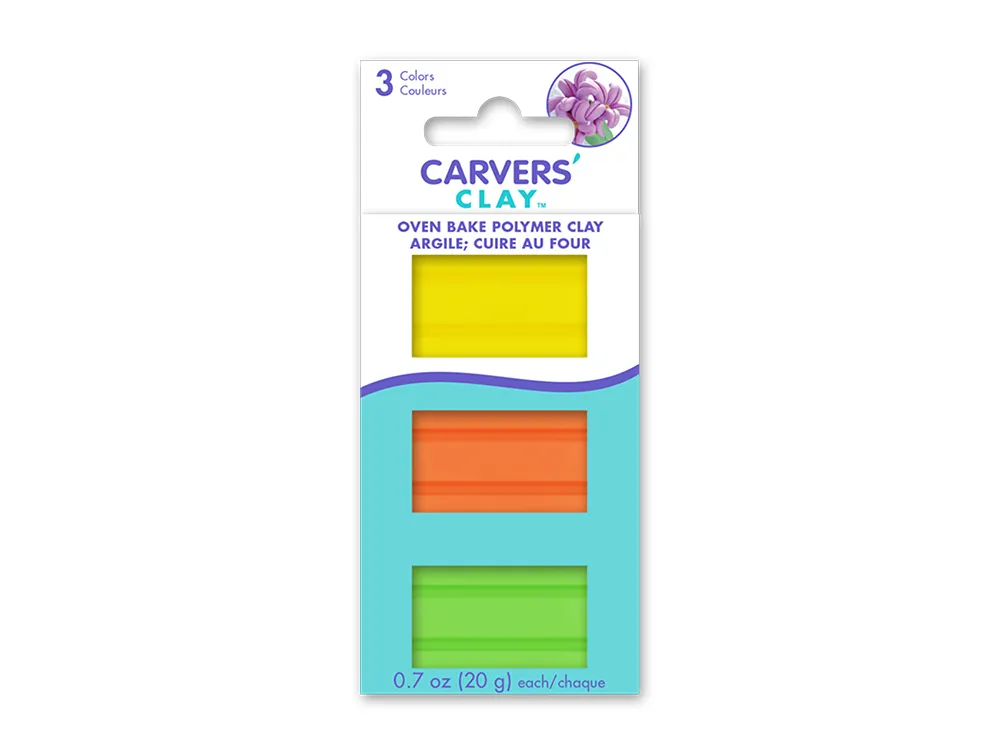 3 Colors
Couleurs
CARVERS'
CLAY™
OVEN BAKE POLYMER CLAY
ARGILE; CUIRE AU FOUR
0.7 oz (20 g) each/chaque